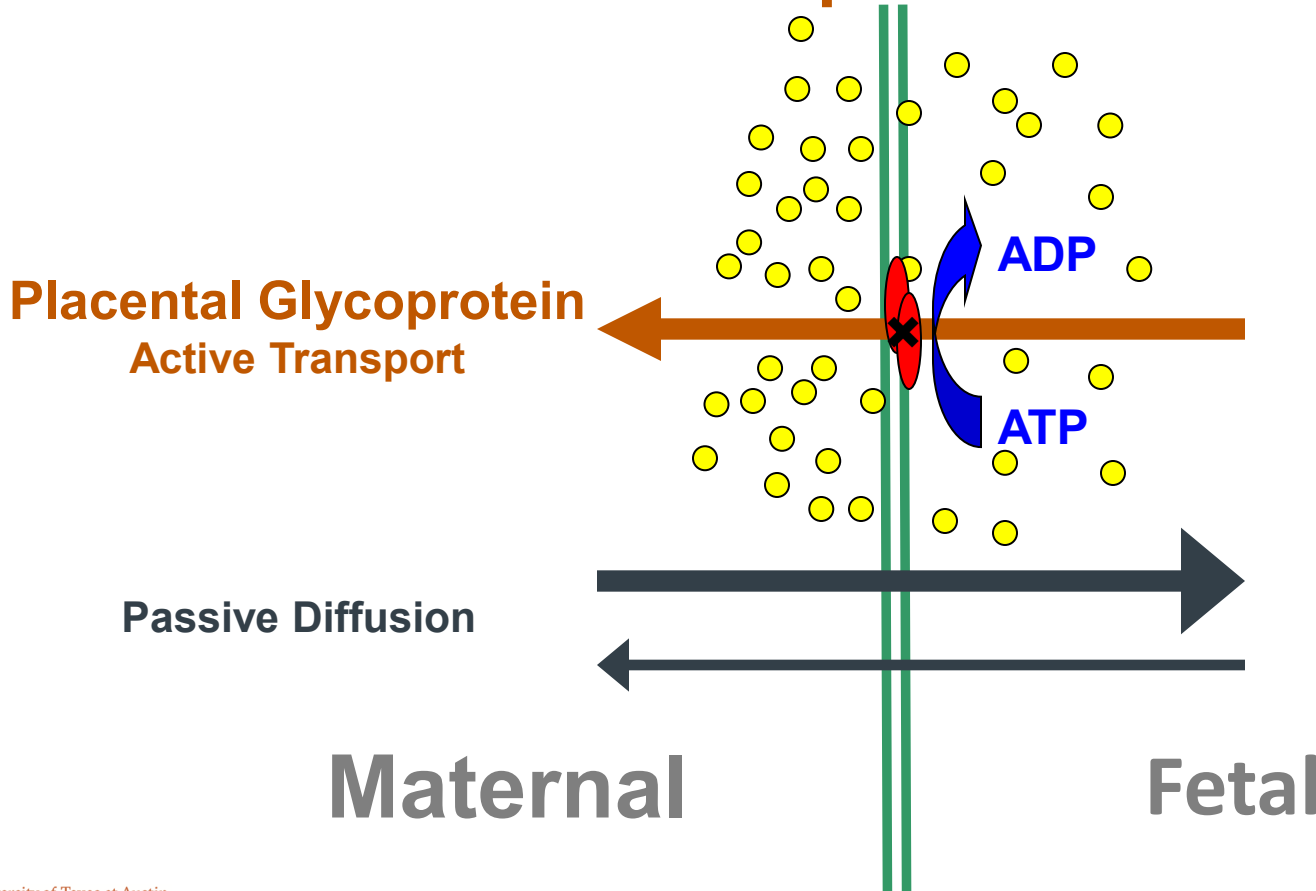 ADP
Placental Glycoprotein
Active Transport
ATP
Passive Diffusion
Maternal
Fetal